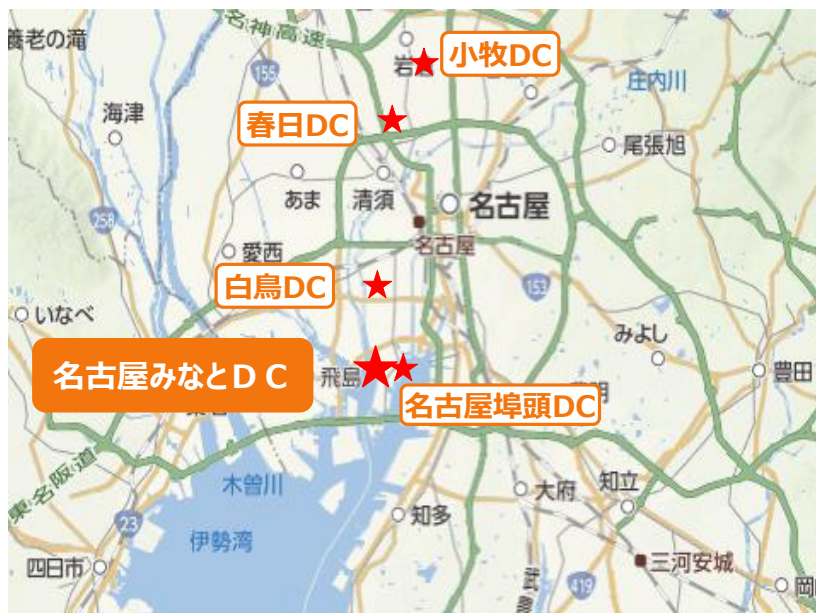 養老の滝
名神高速
岩
小牧DC
155
庄内川
海津
春日DC
尾張旭
あま
清須
名古屋
258
名古屋
愛西
白鳥DC
153
いなべ
みよし
名古屋みなとＤＣ
飛島
豊田
名古屋埠頭DC
東名阪道
木曽川
大府
知立
23
知多
伊勢湾
四日市
三河安城
武豊
419
岡